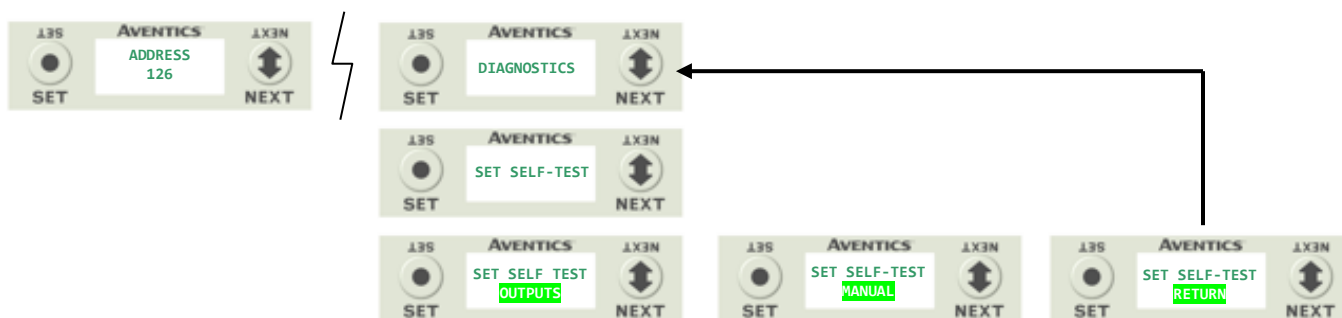 SET AVENTICS NEXT
ADDRESS
126
SET NEXT
SET AVENTICS NEXT
DIAGNOSTICS
SET NEXT
SET AVENTICS NEXT
SET SELF-TEST
SET NEXT
SET AVENTICS NEXT
SET SELF TEST
OUTPUTS
SET NEXT
SET AVENTICS NEXT
SET SELF-TEST
MANUAL
SET NEXT
SET AVENTICS NEXT
SET SELF-TEST
RETURN
SET NEXT